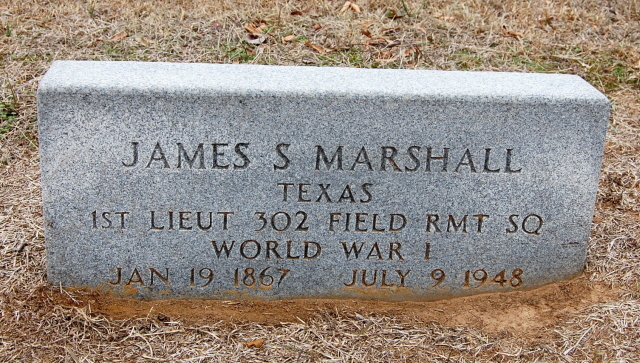 JAMES S MARSHALL
TEXAS
1ST LIEUT 302 FIELD RMT SQ
WORLD WAR I
JAN 19 1867 JULY 9 1948